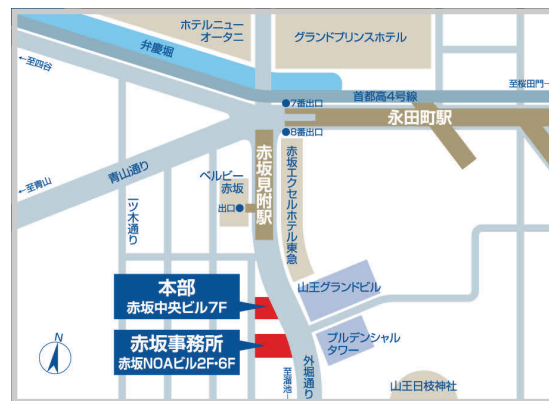 ホテルニュー
オータニ
グランドプリンスホテル
弁慶堀
←至四谷
至桜田門→
首都高4号線
7番出口
永田町駅
8番出口
青山通り
←至青山
ベルビー
赤坂
出口
赤坂見附駅
赤坂エクセルホテル東急
一ツ木通り
本部
赤坂中央ビル7F
山王グランドビル
赤坂事務所
赤坂NOAビル2F・6F
プルデンシャル
タワー
外堀通り
至溜池→
山王日枝神社
N